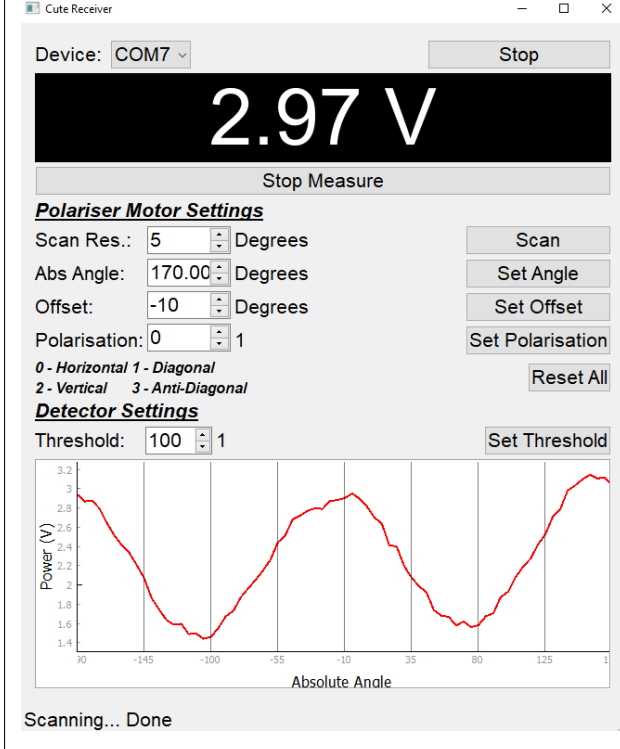 Cute Receiver
Device: COM7 Stop
2.97 V
Stop Measure
Polariser Motor Settings
Scan Res.: 5 Degrees Scan
Abs Angle: 170.00 Degrees Set Angle
Offset: -10 Degrees Set Offset
Polarisation: 0 1 Set Polarisation
0 - Horizontal 1 - Diagonal
2 - Vertical 3 - Anti-Diagonal
Reset All
Detector Settings
Threshold: 100 1 Set Threshold
3.2
3
2.8
2.6
2.4
2.2
2
1.8
1.6
1.4
Power (V)
-145 -100 -55 -10 35 80 125
Absolute Angle
Scanning... Done